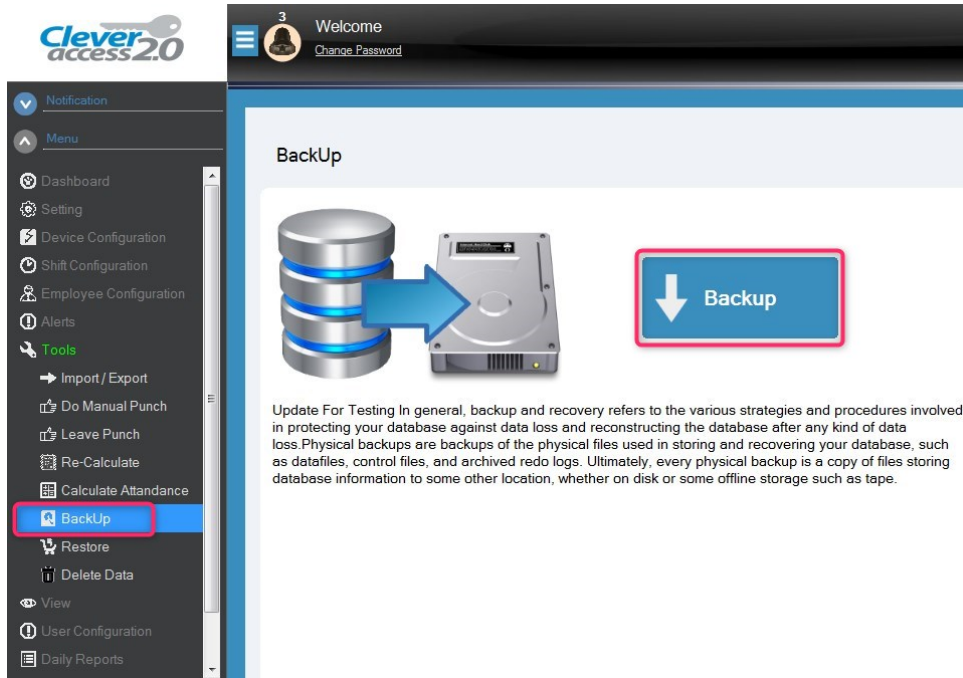 Clever
access 2.0
3
Welcome
Change Password
Notification
Menu
Dashboard
Setting
Device Configuration
Shift Configuration
Employee Configuration
Alerts
Tools
Import / Export
Do Manual Punch
Leave Punch
Re-Calculate
Calculate Attandance
BackUp
Restore
Delete Data
View
User Configuration
Daily Reports
BackUp
Backup
Update For Testing In general, backup and recovery refers to the various strategies and procedures involved
in protecting your database against data loss and reconstructing the database after any kind of data
loss.Physical backups are backups of the physical files used in storing and recovering your database, such
as datafiles, control files, and archived redo logs. Ultimately, every physical backup is a copy of files storing
database information to some other location, whether on disk or some offline storage such as tape.